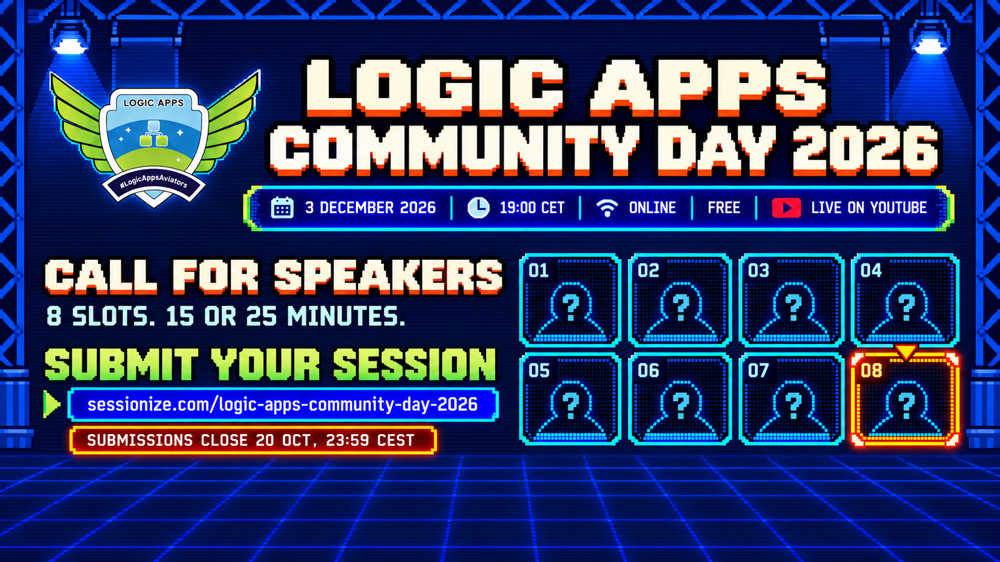 LOGIC APPS
#LogicAppsAviators
LOGIC APPS
COMMUNITY DAY 2026
3 DECEMBER 2026 | 19:00 CET | ONLINE | FREE | LIVE ON YOUTUBE
CALL FOR SPEAKERS
8 SLOTS. 15 OR 25 MINUTES.
SUBMIT YOUR SESSION
sessionize.com/logic-apps-community-day-2026
SUBMISSIONS CLOSE 20 OCT, 23:59 CEST
01 02 03 04
? ? ? ?
05 06 07 08
? ? ? ?